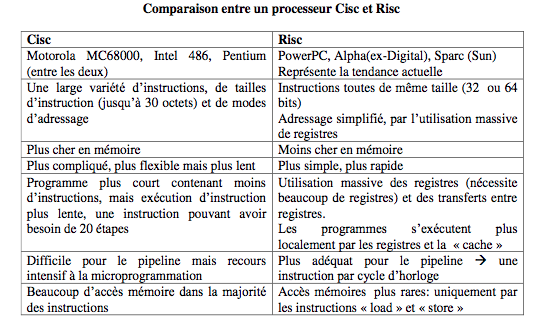 Comparaison entre un processeur Cisc et Risc
Cisc
Risc
Motorola MC68000, Intel 486, Pentium
(entre les deux)
PowerPC, Alpha(ex-Digital), Sparc (Sun)
Représente la tendance actuelle
Une large variété d'instructions, de tailles
d'instruction (jusqu'à 30 octets) et de modes
d'adressage
Instructions toutes de même taille (32 ou 64
bits)
Adressage simplifié, par l'utilisation massive
de registres
Plus cher en mémoire
Moins cher en mémoire
Plus compliqué, plus flexible mais plus lent
Plus simple, plus rapide
Programme plus court contenant moins
d'instructions, mais exécution d'instruction
plus lente, une instruction pouvant avoir
besoin de 20 étapes
Utilisation massive des registres (nécessite
beaucoup de registres) et des transferts entre
registres.
Les programmes s'exécutent plus
localement par les registres et la « cache »
Difficile pour le pipeline mais recours
intensif à la microprogrammation
Plus adéquat pour le pipeline → une
instruction par cycle d'horloge
Beaucoup d'accès mémoire dans la majorité
des instructions
Accès mémoires plus rares: uniquement par
les instructions « load » et « store »